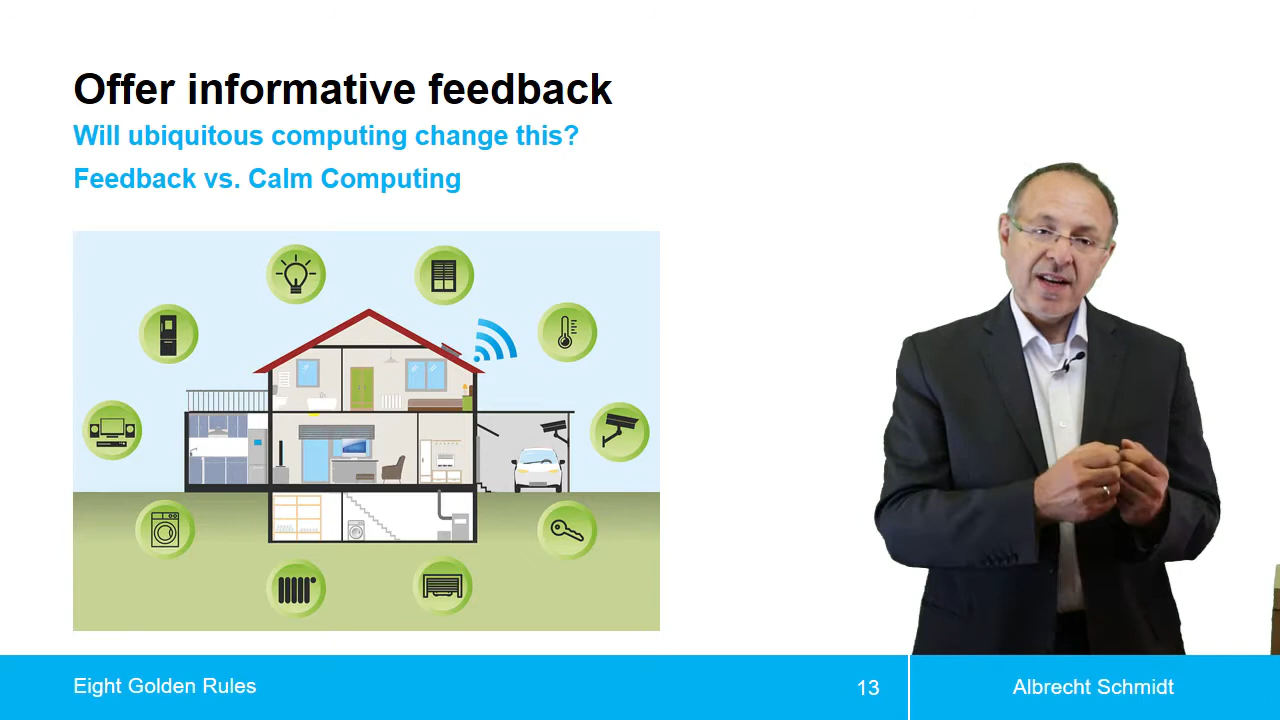 Offer informative feedback
Will ubiquitous computing change this?
Feedback vs. Calm Computing
Eight Golden Rules
13
Albrecht Schmidt